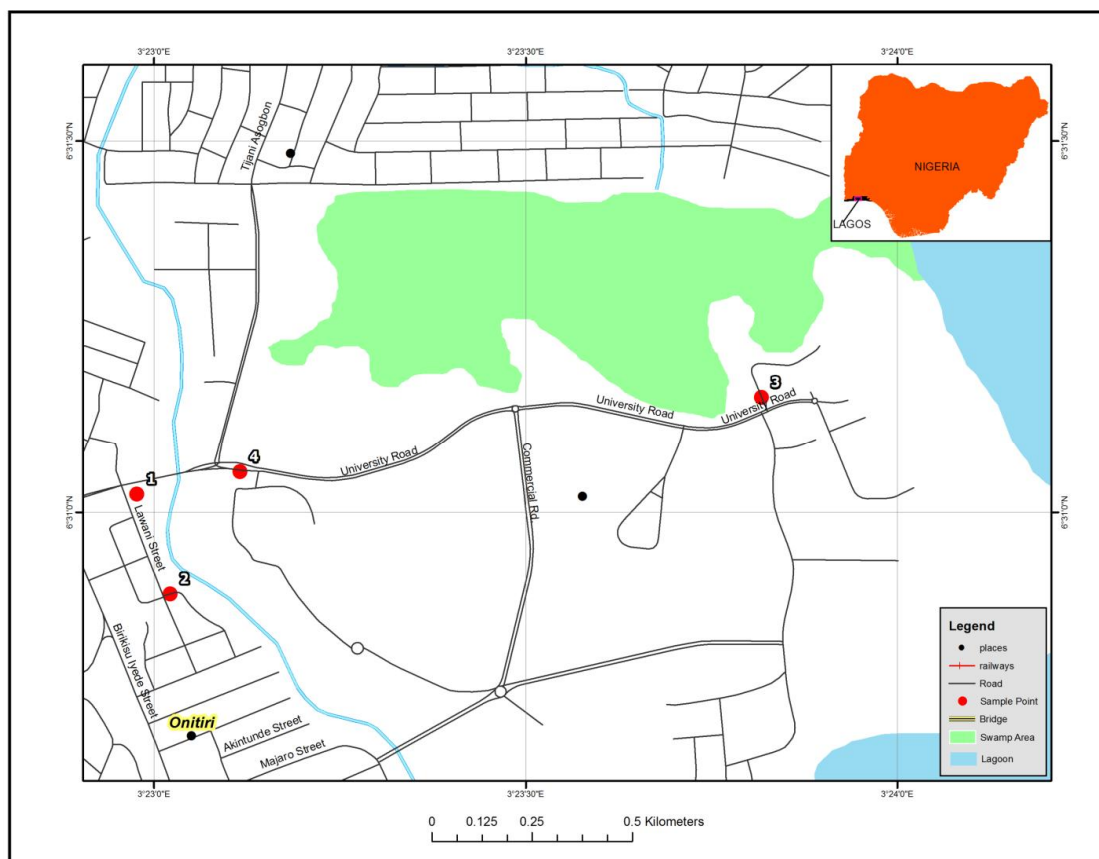 3°23'0"E
3°23'30"E
3°24'0"E
6°31'30"N
6°31'30"N
Tijani Asogbon
NIGERIA
LAGOS
3
University Road
University Road
4
University Road
1
Commercial Rd.
6°31'0"N
6°31'0"N
Lawani Street
2
Birikisu Iyede Street
Onitiri
Akintunde Street
Majaro Street
Legend
places
railways
Road
Sample Point
Bridge
Swamp Area
Lagoon
3°23'0"E
3°23'30"E
3°24'0"E
0 0.125 0.25 0.5 Kilometers